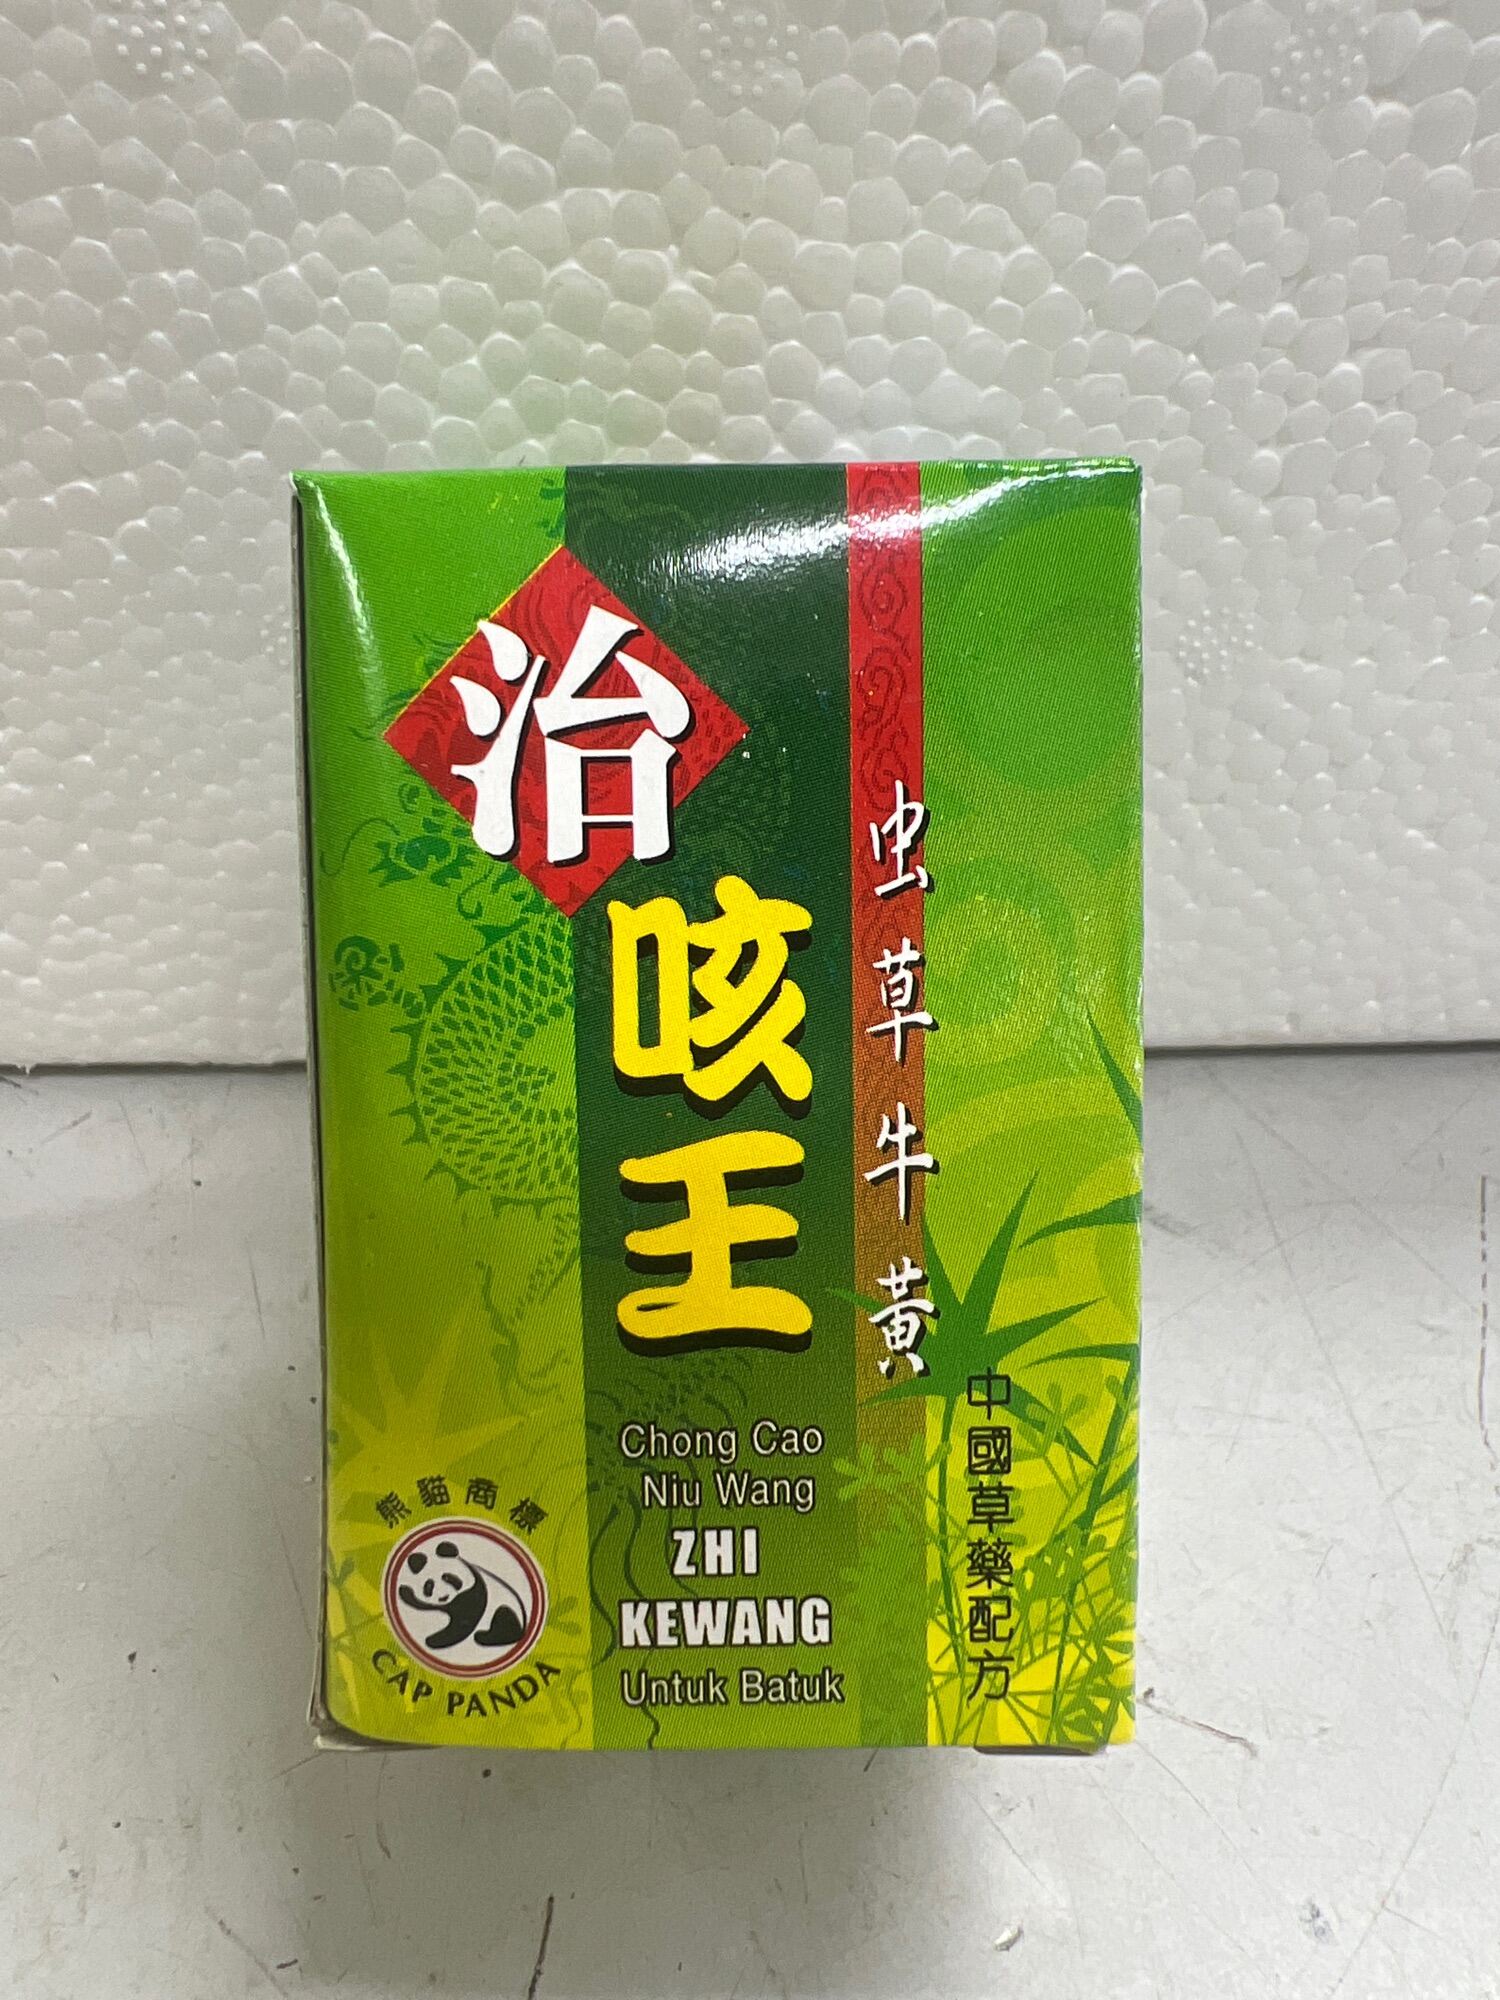 治咳王
虫草牛黃
中國草藥配方
Chong Cao
Niu Wang
ZHI
KEWANG
Untuk Batuk
熊貓商標
CAP PANDA